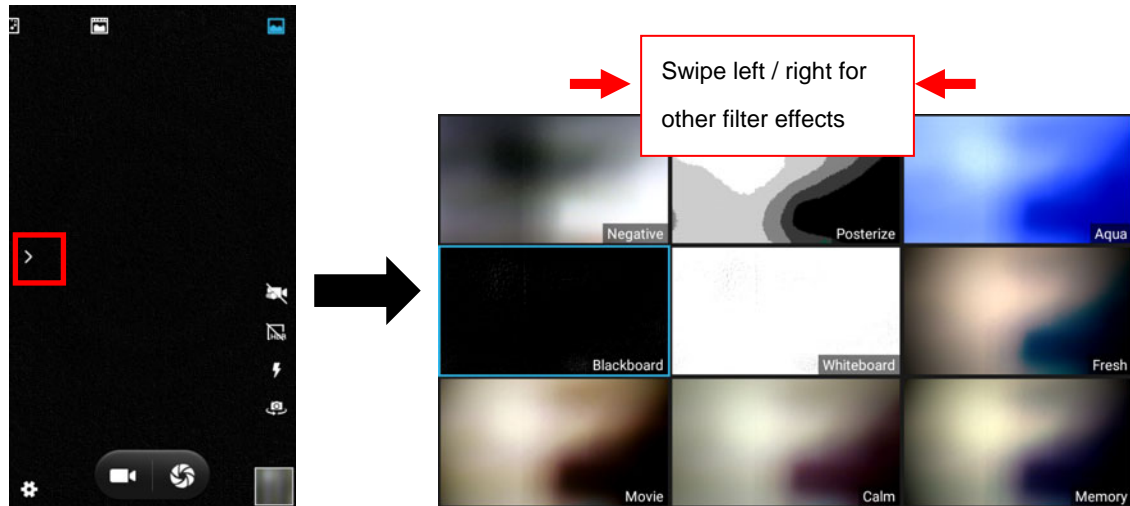 Swipe left / right for
other filter effects
Negative
Posterize
Aqua
Blackboard
Whiteboard
Fresh
Movie
Calm
Memory